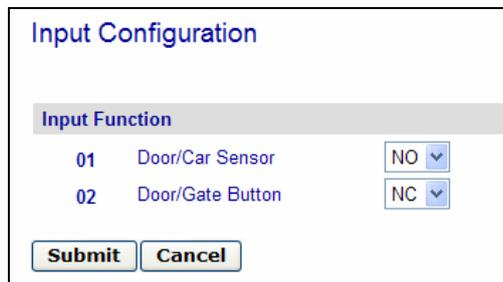 Input Configuration
Input Function
01 Door/Car Sensor NO
02 Door/Gate Button NC
Submit Cancel